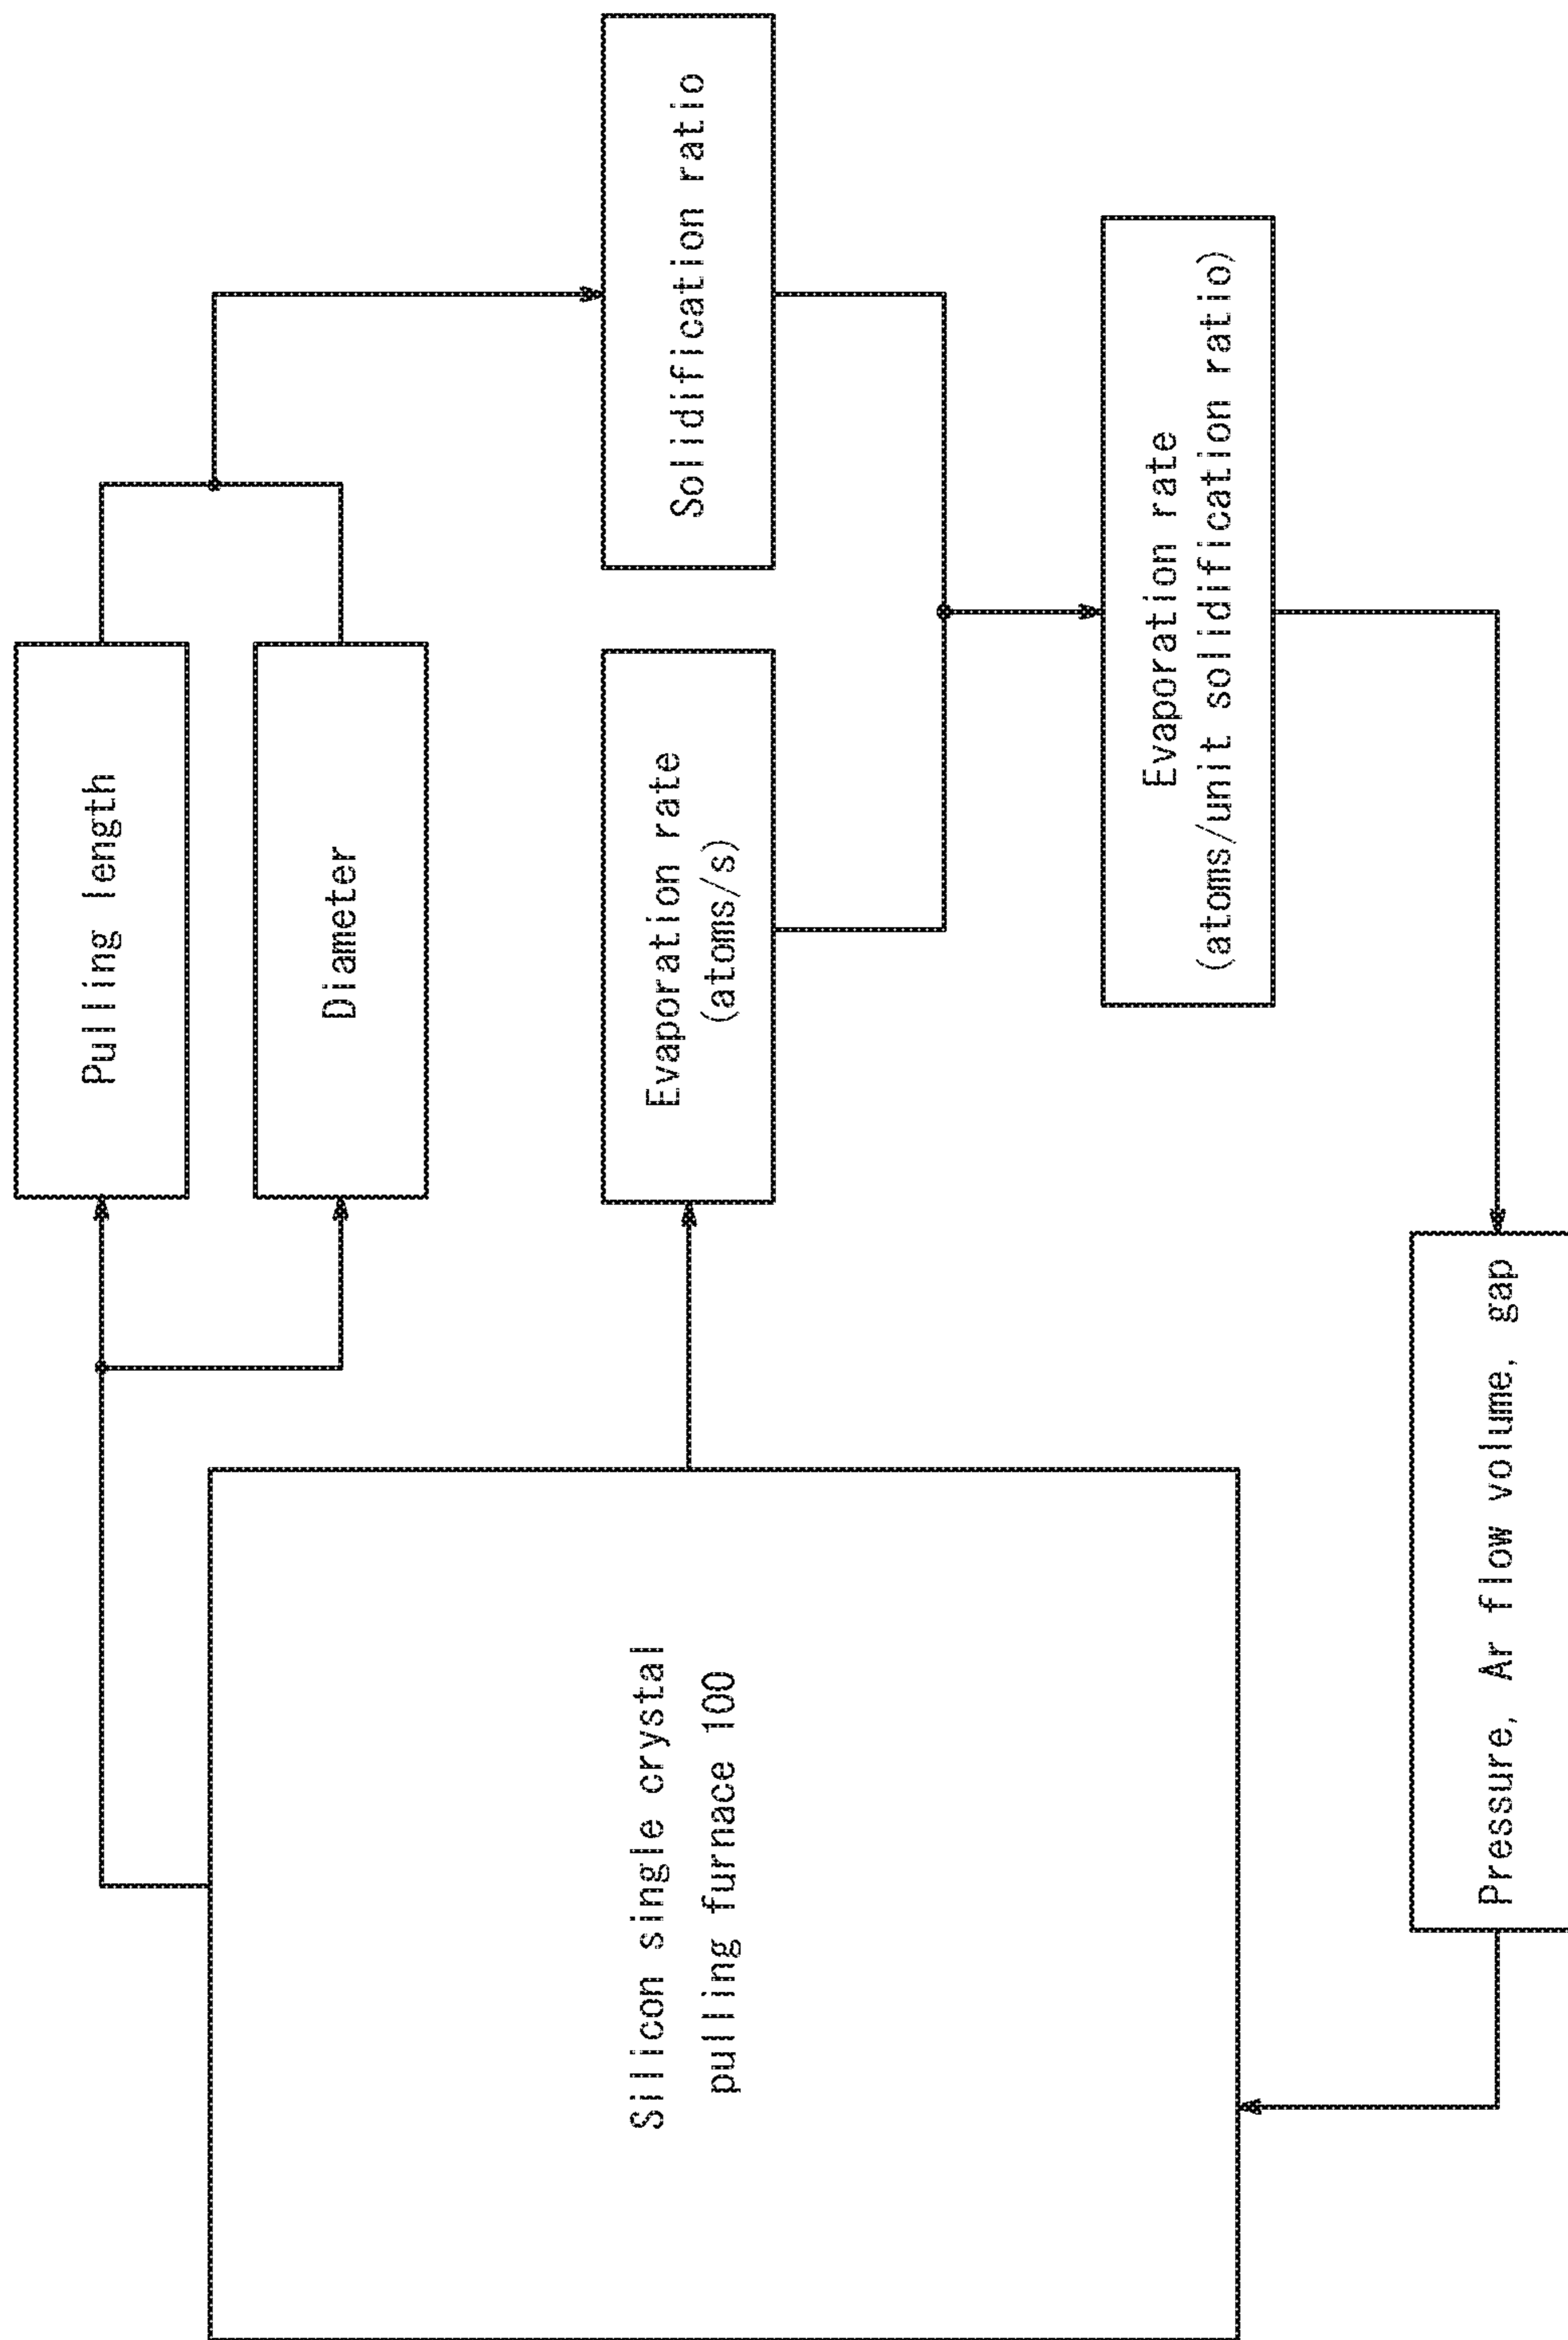 Pulling length
Diameter
Solidification ratio
Evaporation rate
(atoms/s)
Evaporation rate
(atoms/unit solidification ratio)
Silicon single crystal
pulling furnace 100
Pressure, Ar flow volume, gap